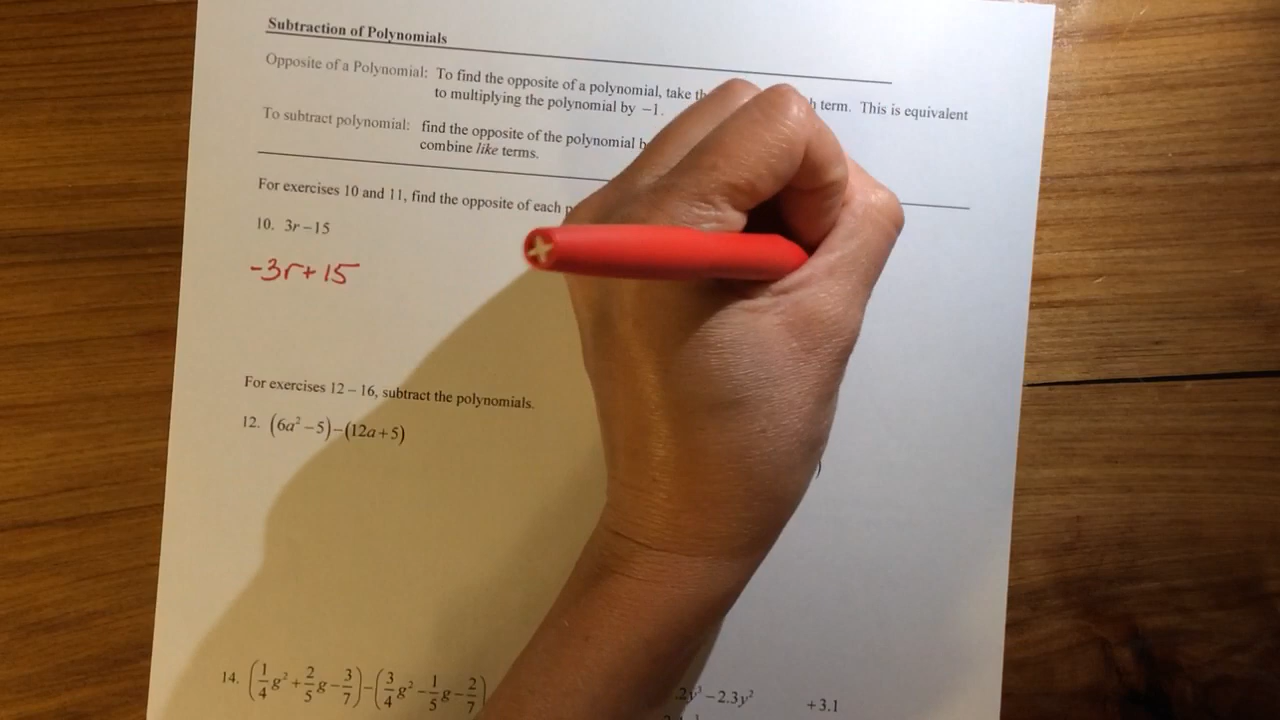 Subtraction of Polynomials
Opposite of a Polynomial: To find the opposite of a polynomial, take term. This is equivalent
to multiplying the polynomial by −1.
To subtract polynomial: find the opposite of the polynomial
combine like terms.
For exercises 10 and 11, find the opposite of each
10. 3r−15
-3r+15
For exercises 12 – 16, subtract the polynomials.
12. (6a²−5)−(12a+5)
)
14. (1/4 g² + 2/5 g − 3/7) − (3/4 g² − 1/5 g − 2/7)
.2y³ −2.3y² +3.1